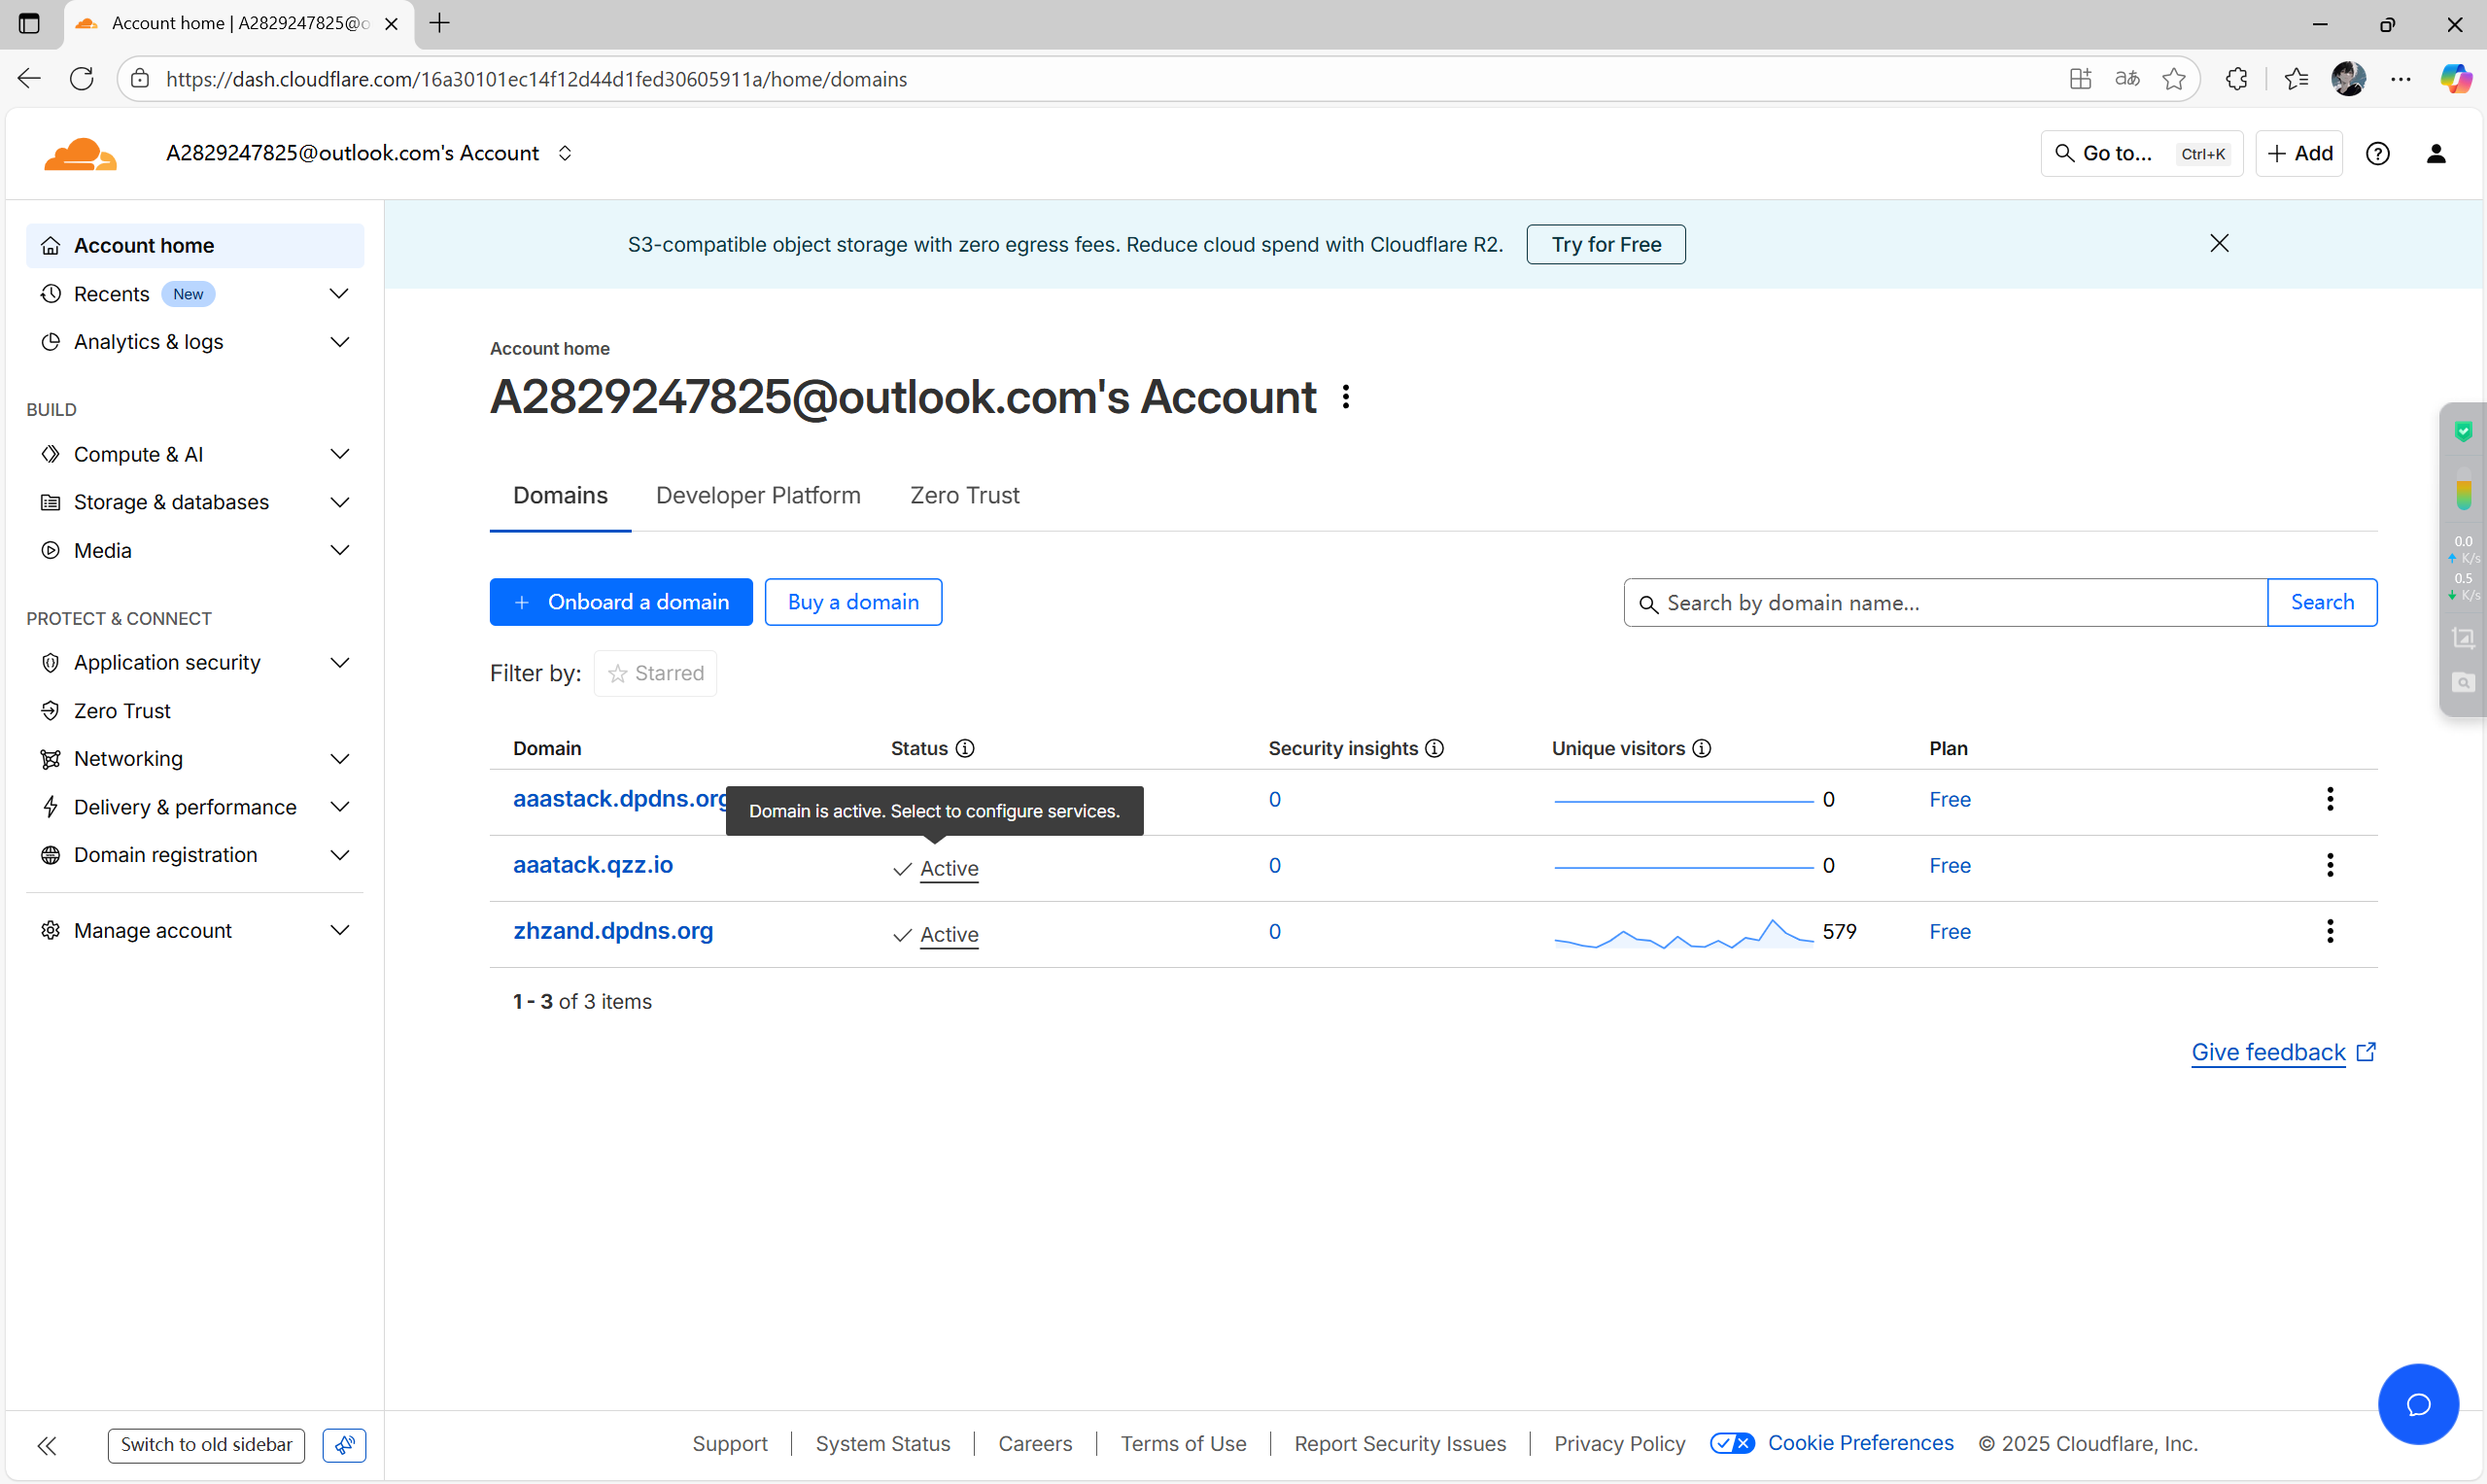 Account home | A2829247825@o
https://dash.cloudflare.com/16a30101ec14f12d44d1fed30605911a/home/domains
A2829247825@outlook.com's Account
Go to... Ctrl+K
Add
Account home
Recents New
Analytics & logs
BUILD
Compute & AI
Storage & databases
Media
PROTECT & CONNECT
Application security
Zero Trust
Networking
Delivery & performance
Domain registration
Manage account
Switch to old sidebar
S3-compatible object storage with zero egress fees. Reduce cloud spend with Cloudflare R2. Try for Free
Account home
A2829247825@outlook.com's Account
Domains Developer Platform Zero Trust
Onboard a domain Buy a domain
Search by domain name... Search
Filter by: Starred
Domain Status Security insights Unique visitors Plan
aaastack.dpdns.org 0 0 Free
Domain is active. Select to configure services.
aaatack.qzz.io Active 0 0 Free
zhzand.dpdns.org Active 0 579 Free
1 - 3 of 3 items
Give feedback
Support System Status Careers Terms of Use Report Security Issues Privacy Policy Cookie Preferences © 2025 Cloudflare, Inc.
0.0
K/s
0.5
K/s